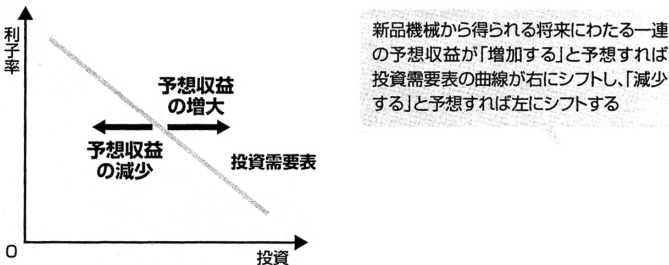 利子率
予想収益
の増大
予想収益
の減少
投資需要表
0
投資
新品機械から得られる将来にわたる一連
の予想収益が「増加する」と予想すれば
投資需要表の曲線が右にシフトし、「減少
する」と予想すれば左にシフトする